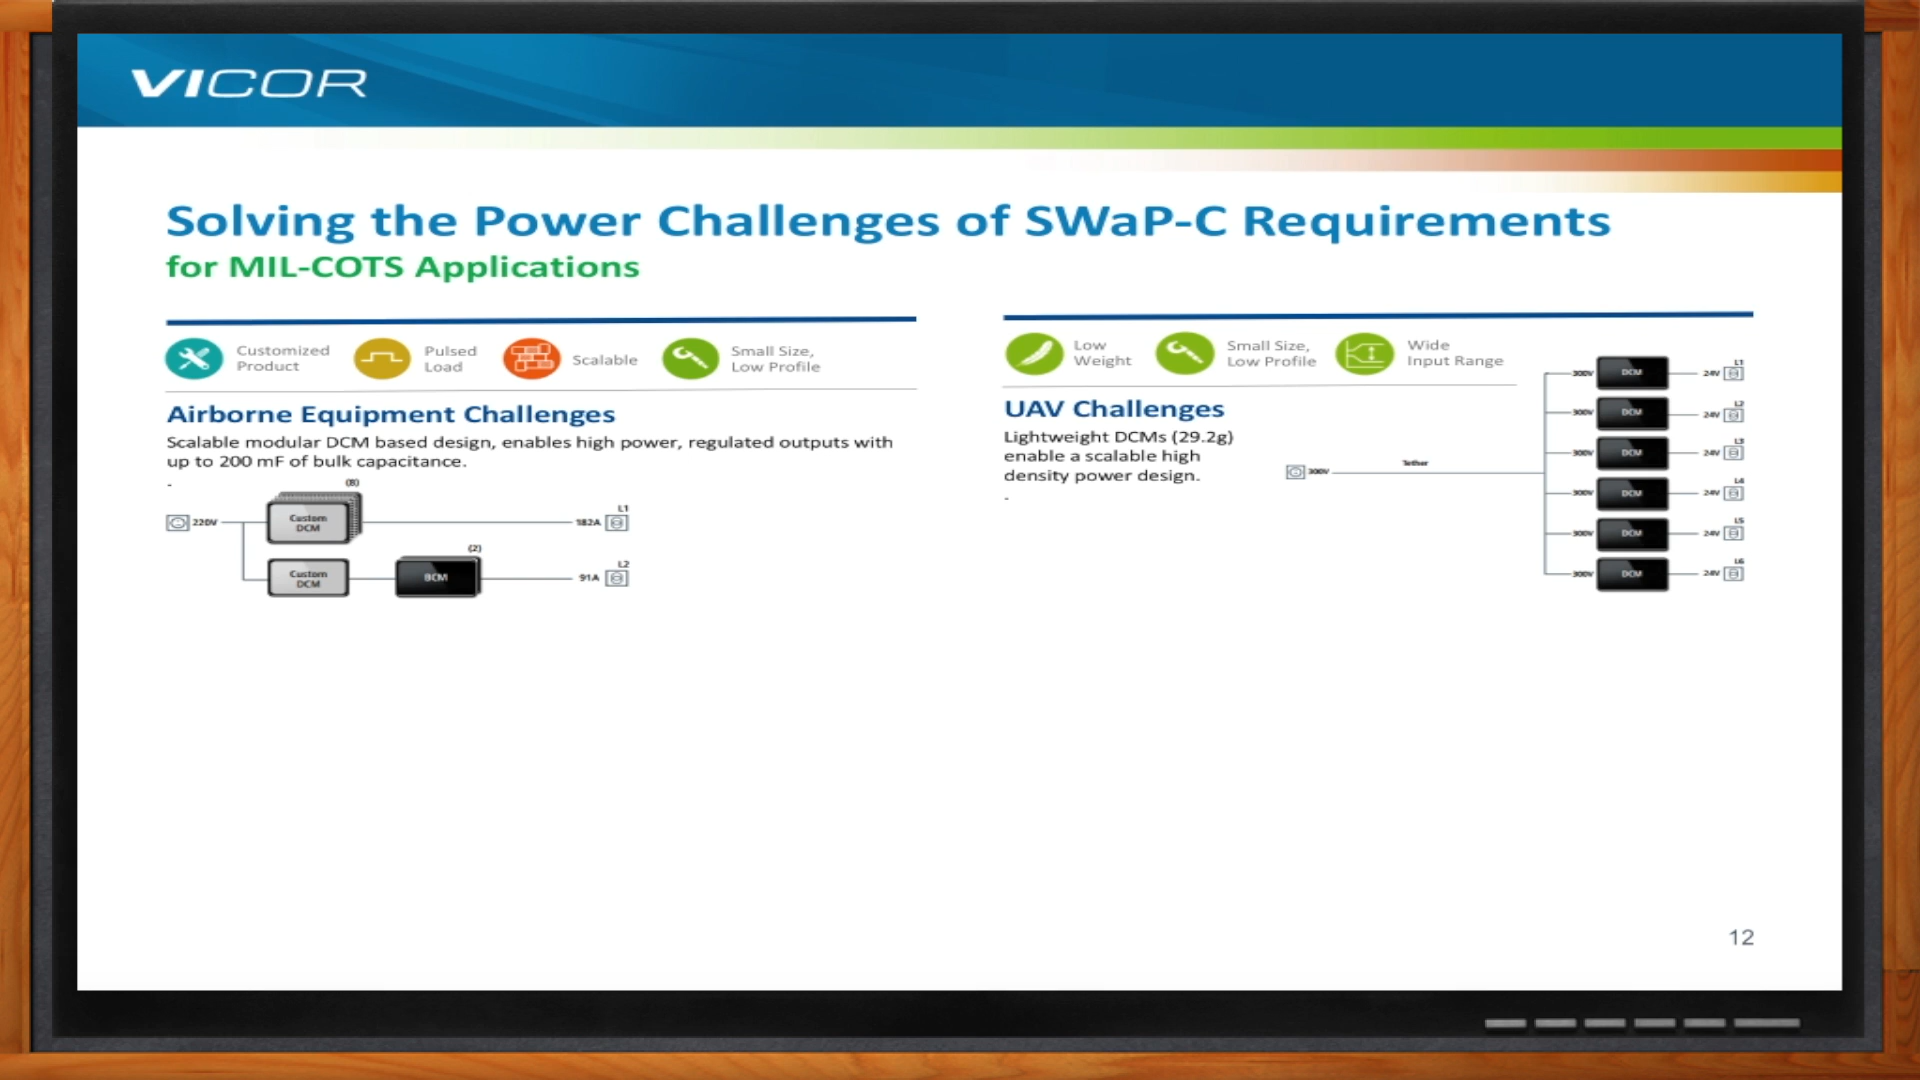 VICOR
Solving the Power Challenges of SWaP-C Requirements
for MIL-COTS Applications
Customized
Product
Pulsed
Load
Scalable
Small Size,
Low Profile
Airborne Equipment Challenges
Scalable modular DCM based design, enables high power, regulated outputs with
up to 200 mF of bulk capacitance.
-
(8)
220V
Custom
DCM
182A
L1
(2)
Custom
DCM
BCM
91A
L2
Low
Weight
Small Size,
Low Profile
Wide
Input Range
UAV Challenges
Lightweight DCMs (29.2g)
enable a scalable high
density power design.
-
300V
Tether
300V
DCM
24V
L1
300V
DCM
24V
L2
300V
DCM
24V
L3
300V
DCM
24V
L4
300V
DCM
24V
L5
300V
DCM
24V
L6
12